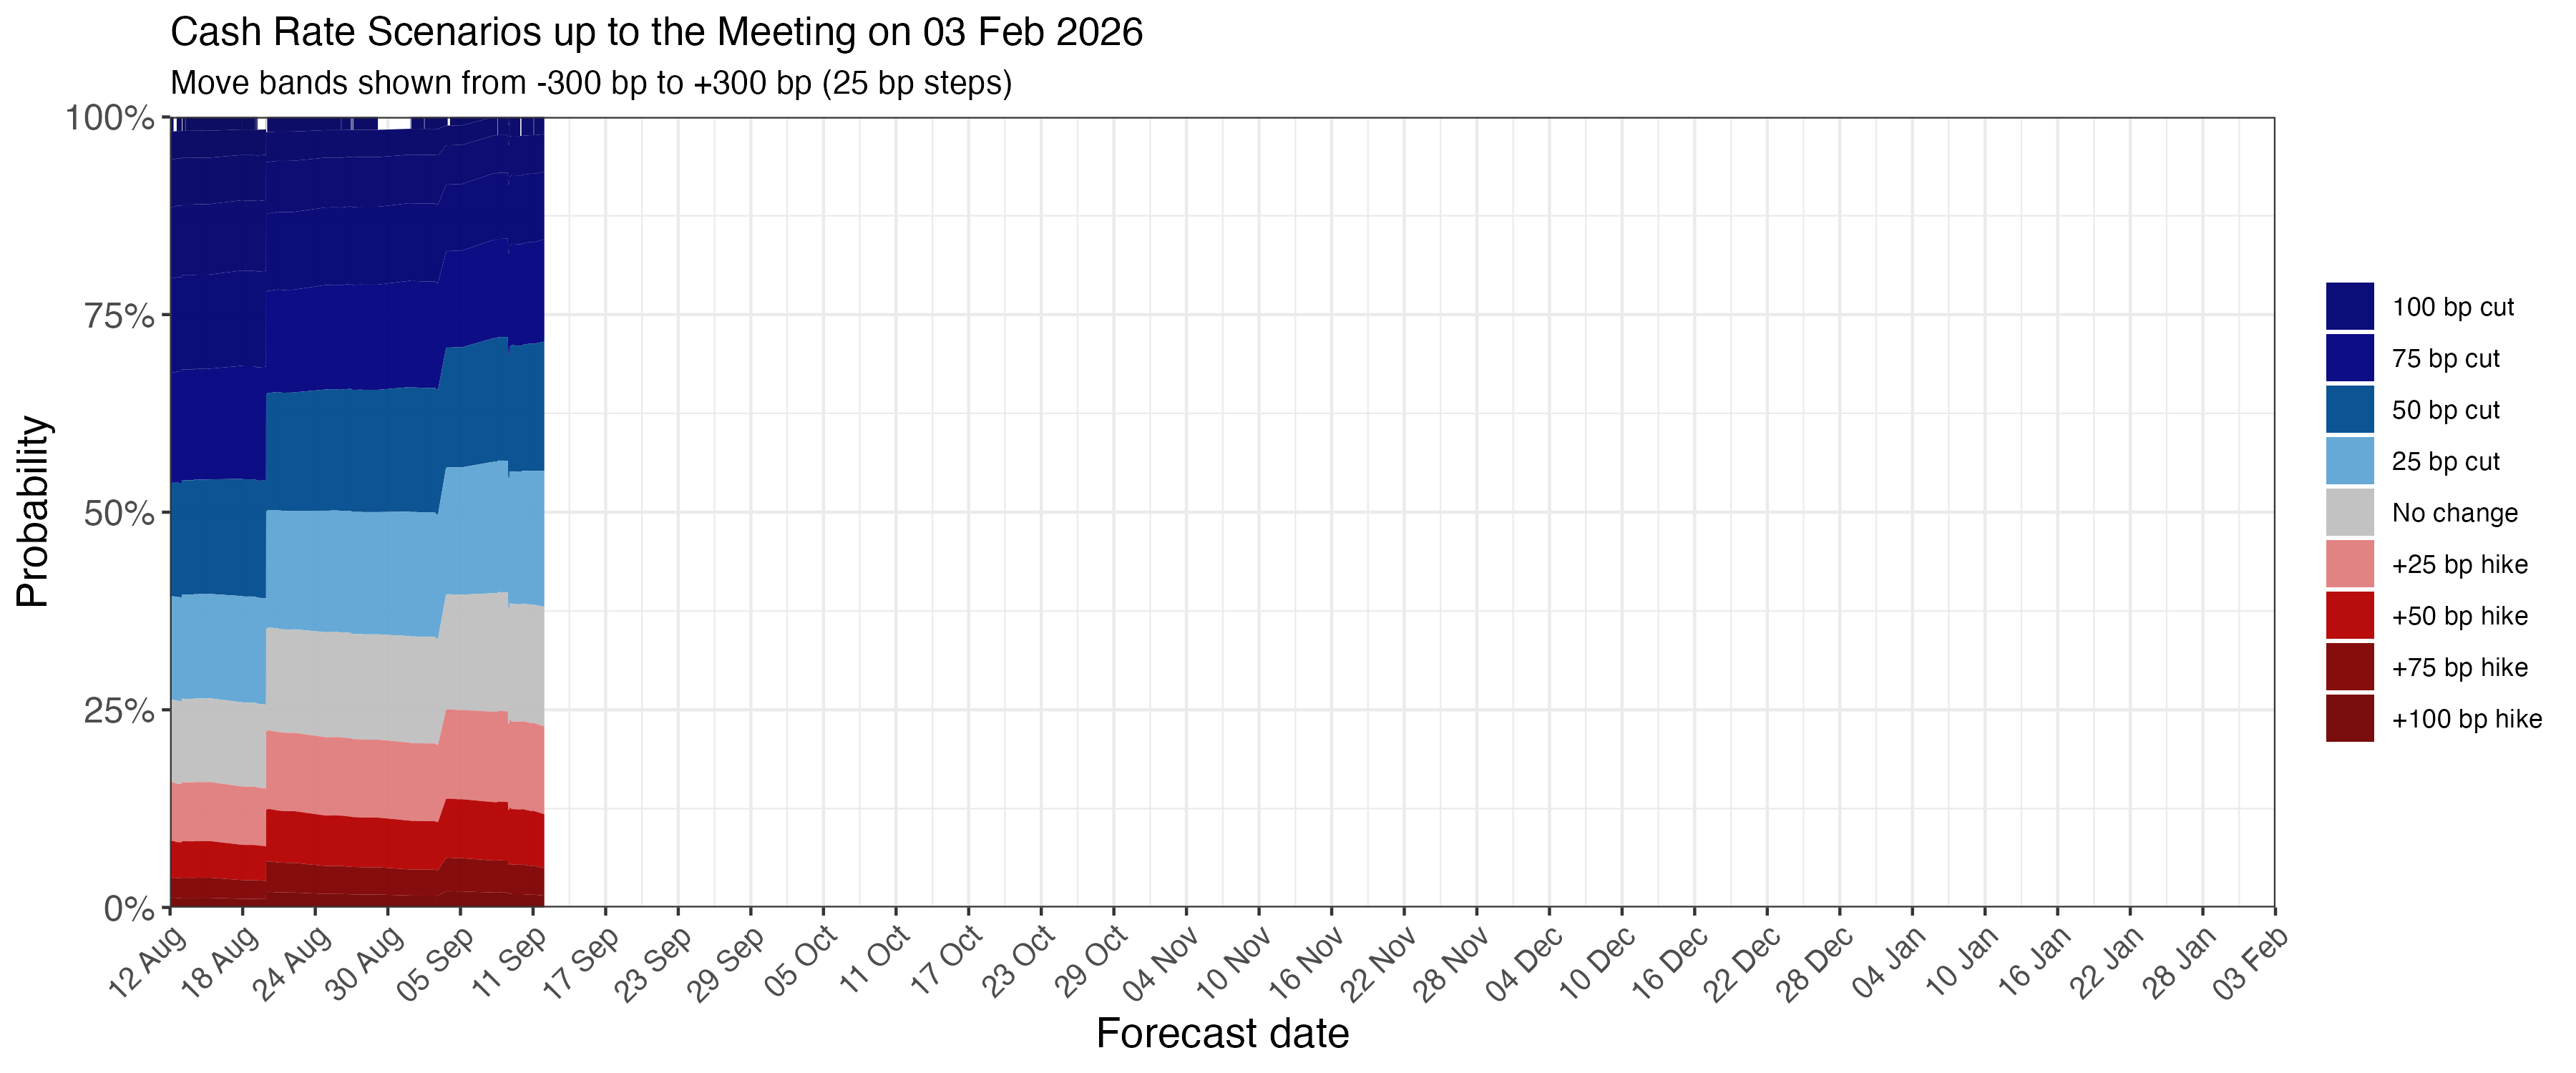 Cash Rate Scenarios up to the Meeting on 03 Feb 2026
Move bands shown from -300 bp to +300 bp (25 bp steps)
Probability
100%
75%
50%
25%
0%
12 Aug
18 Aug
24 Aug
30 Aug
05 Sep
11 Sep
17 Sep
23 Sep
29 Sep
05 Oct
11 Oct
17 Oct
23 Oct
29 Oct
04 Nov
10 Nov
16 Nov
22 Nov
28 Nov
04 Dec
10 Dec
16 Dec
22 Dec
28 Dec
04 Jan
10 Jan
16 Jan
22 Jan
28 Jan
03 Feb
Forecast date
100 bp cut
75 bp cut
50 bp cut
25 bp cut
No change
+25 bp hike
+50 bp hike
+75 bp hike
+100 bp hike